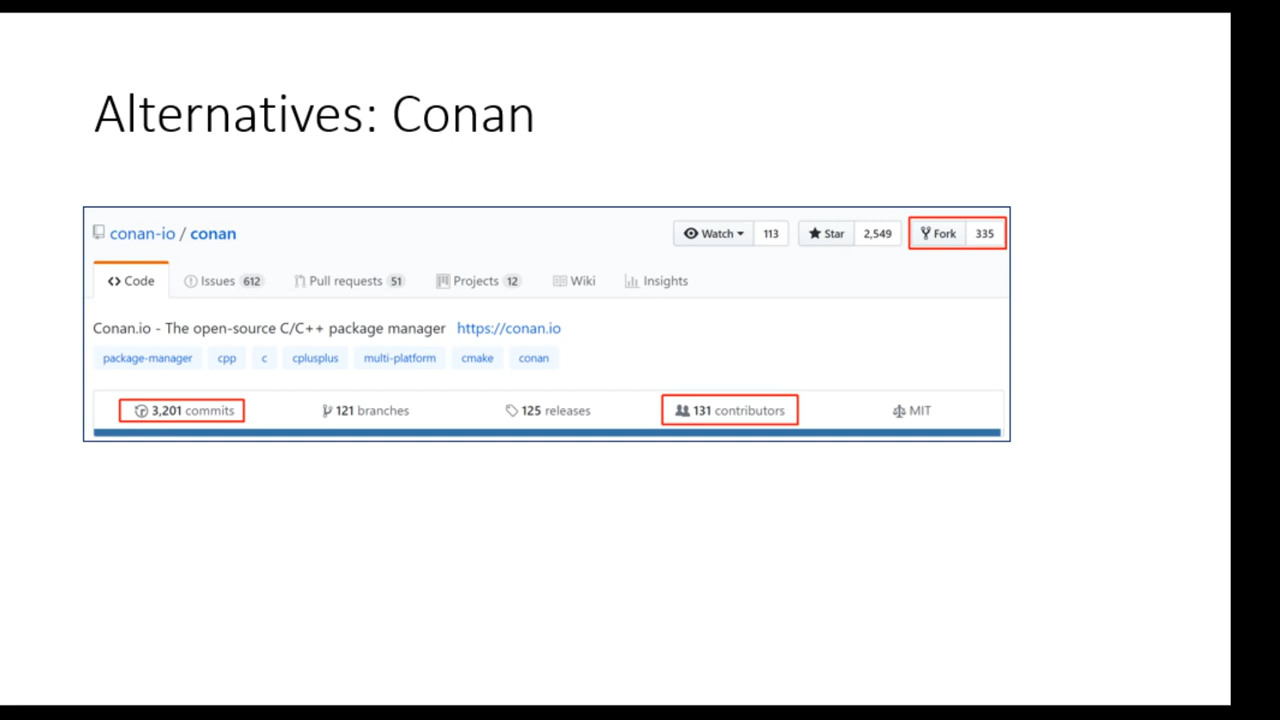 Alternatives: Conan
conan-io / conan Watch 113 Star 2,549 Fork 335
Code Issues 612 Pull requests 51 Projects 12 Wiki Insights
Conan.io - The open-source C/C++ package manager https://conan.io
package-manager cpp c cplusplus multi-platform cmake conan
3,201 commits 121 branches 125 releases 131 contributors MIT